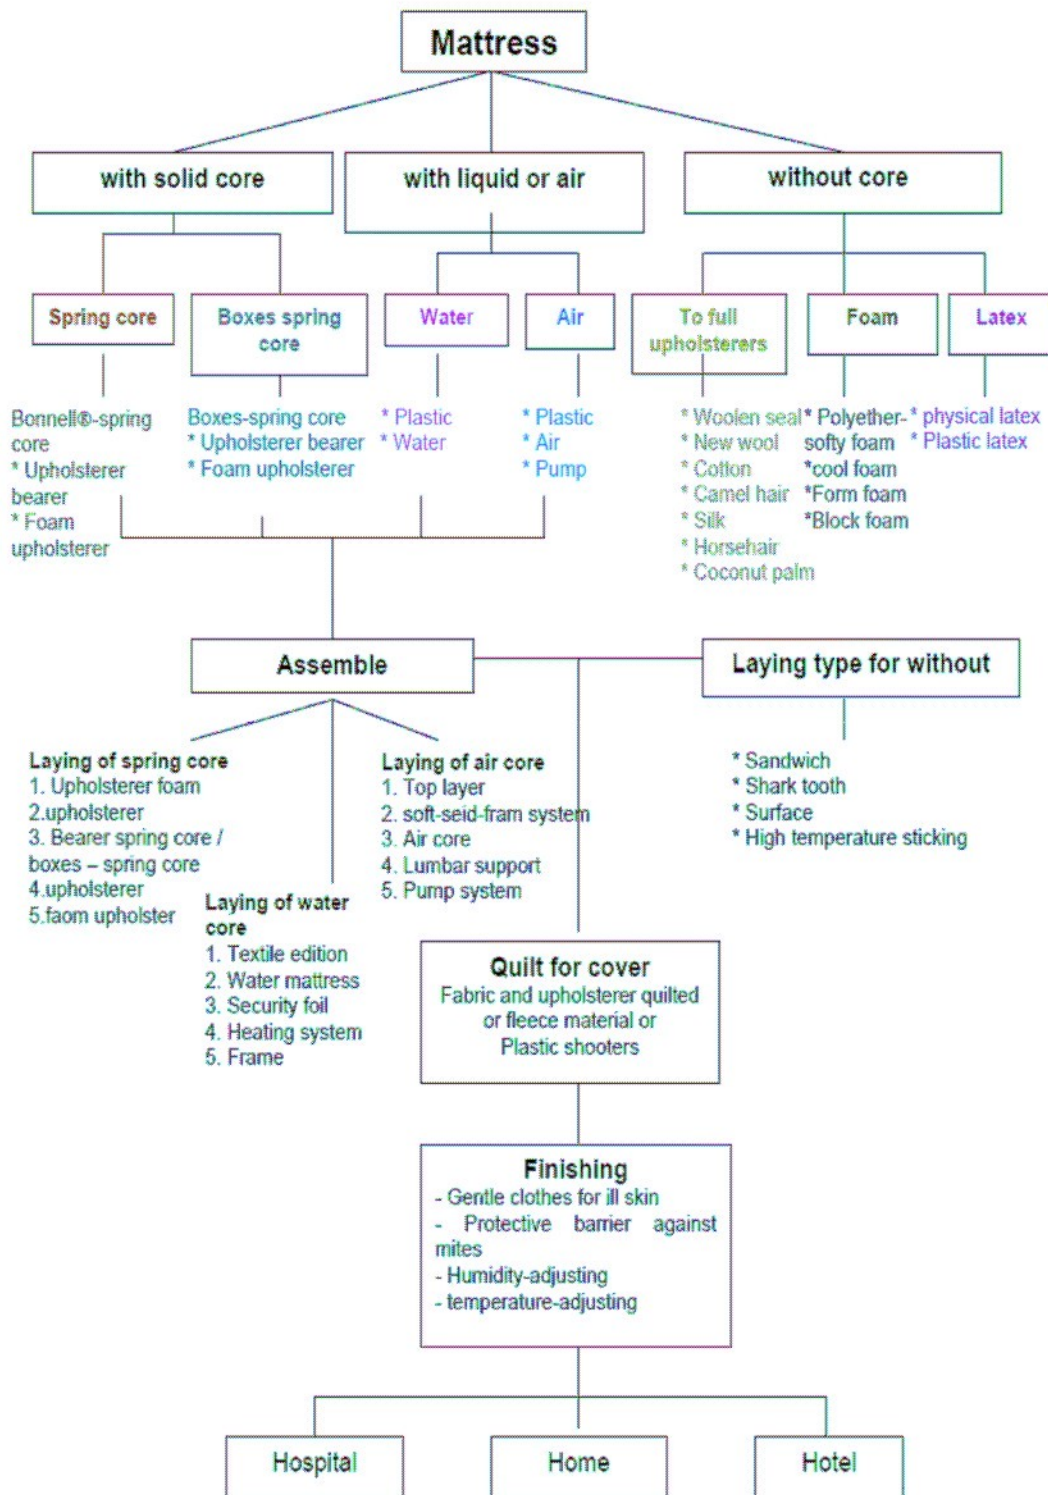 Mattress
with solid core
with liquid or air
without core
Spring core
Boxes spring
core
Water
Air
To full
upholsterers
Foam
Latex
Bonnell®-spring
core
* Upholsterer
bearer
* Foam
upholsterer
Boxes-spring core
* Upholsterer bearer
* Foam upholsterer
* Plastic
* Water
* Plastic
* Air
* Pump
* Woolen seal
* New wool
* Cotton
* Camel hair
* Silk
* Horsehair
* Coconut palm
* Polyether-
softy foam
*cool foam
*Form foam
*Block foam
* physical latex
* Plastic latex
Assemble
Laying type for without
Laying of spring core
1. Upholsterer foam
2.upholsterer
3. Bearer spring core /
boxes – spring core
4.upholsterer
5.faom upholster
Laying of water
core
1. Textile edition
2. Water mattress
3. Security foil
4. Heating system
5. Frame
Laying of air core
1. Top layer
2. soft-seid-fram system
3. Air core
4. Lumbar support
5. Pump system
* Sandwich
* Shark tooth
* Surface
* High temperature sticking
Quilt for cover
Fabric and upholsterer quilted
or fleece material or
Plastic shooters
Finishing
- Gentle clothes for ill skin
- Protective barrier against
mites
- Humidity-adjusting
- temperature-adjusting
Hospital
Home
Hotel